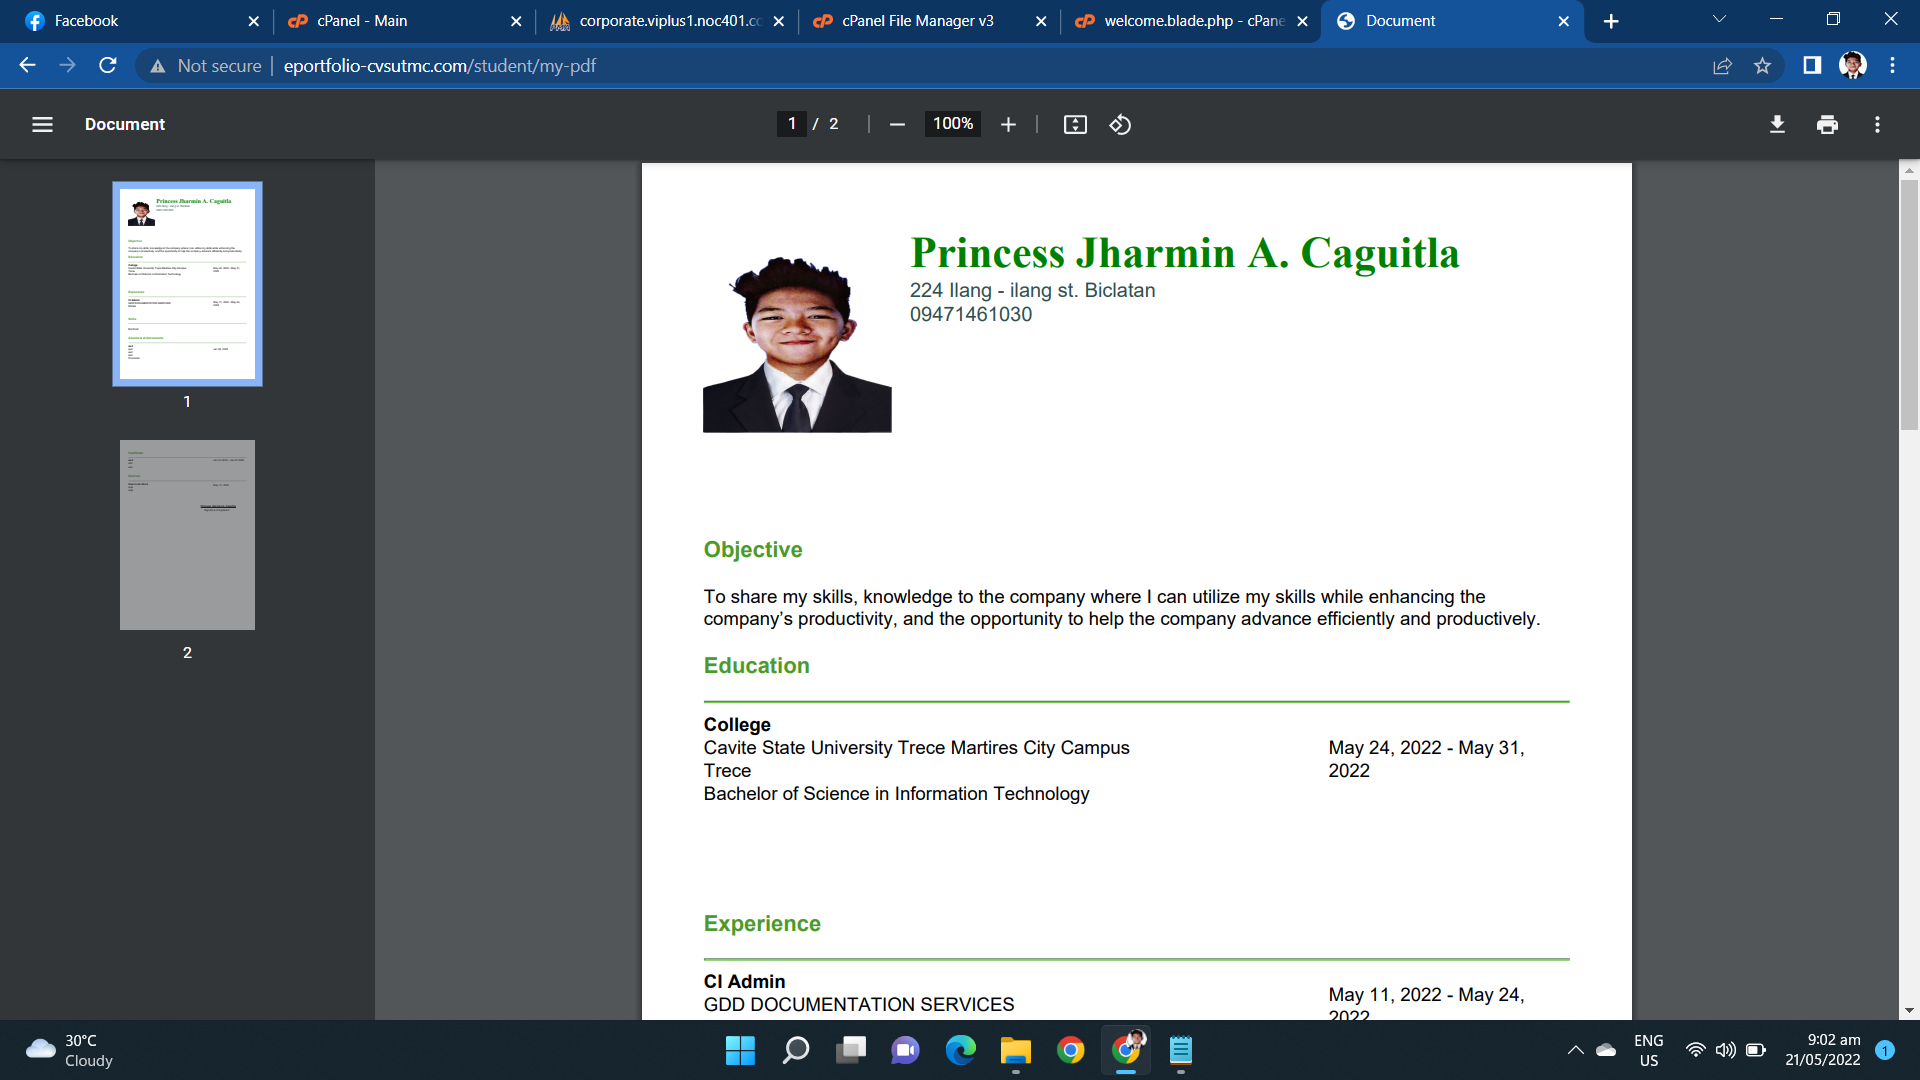 Facebook
cPanel - Main
corporate.viplus1.noc401.cc
cPanel File Manager v3
welcome.blade.php - cPane
Document
Not secure
eportfolio-cvsutmc.com/student/my-pdf
Document
1 / 2
100%
Princess Jharmin A. Caguitla
1
2
Princess Jharmin A. Caguitla
224 Ilang - ilang st. Biclatan
09471461030
Objective
To share my skills, knowledge to the company where I can utilize my skills while enhancing the
company's productivity, and the opportunity to help the company advance efficiently and productively.
Education
College
Cavite State University Trece Martires City Campus
Trece
Bachelor of Science in Information Technology
May 24, 2022 - May 31,
2022
Experience
CI Admin
GDD DOCUMENTATION SERVICES
May 11, 2022 - May 24,
2022
30°C
Cloudy
ENG
US
9:02 am
21/05/2022
1